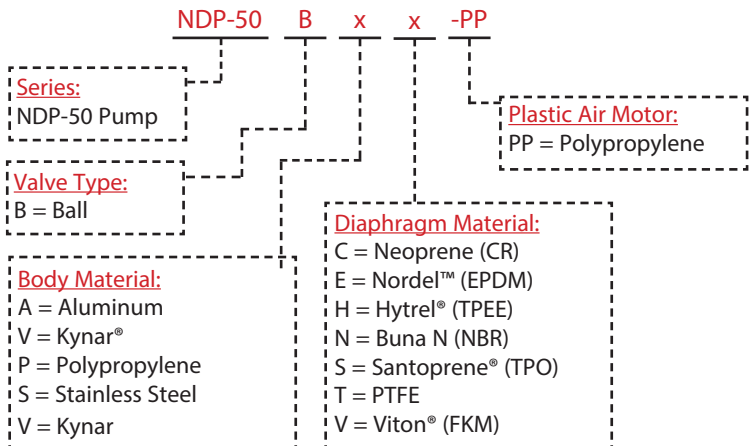 NDP-50 B x x -PP
Series:
NDP-50 Pump
Plastic Air Motor:
PP = Polypropylene
Valve Type:
B = Ball
Body Material:
A = Aluminum
V = Kynar®
P = Polypropylene
S = Stainless Steel
V = Kynar
Diaphragm Material:
C = Neoprene (CR)
E = Nordel™ (EPDM)
H = Hytrel® (TPEE)
N = Buna N (NBR)
S = Santoprene® (TPO)
T = PTFE
V = Viton® (FKM)